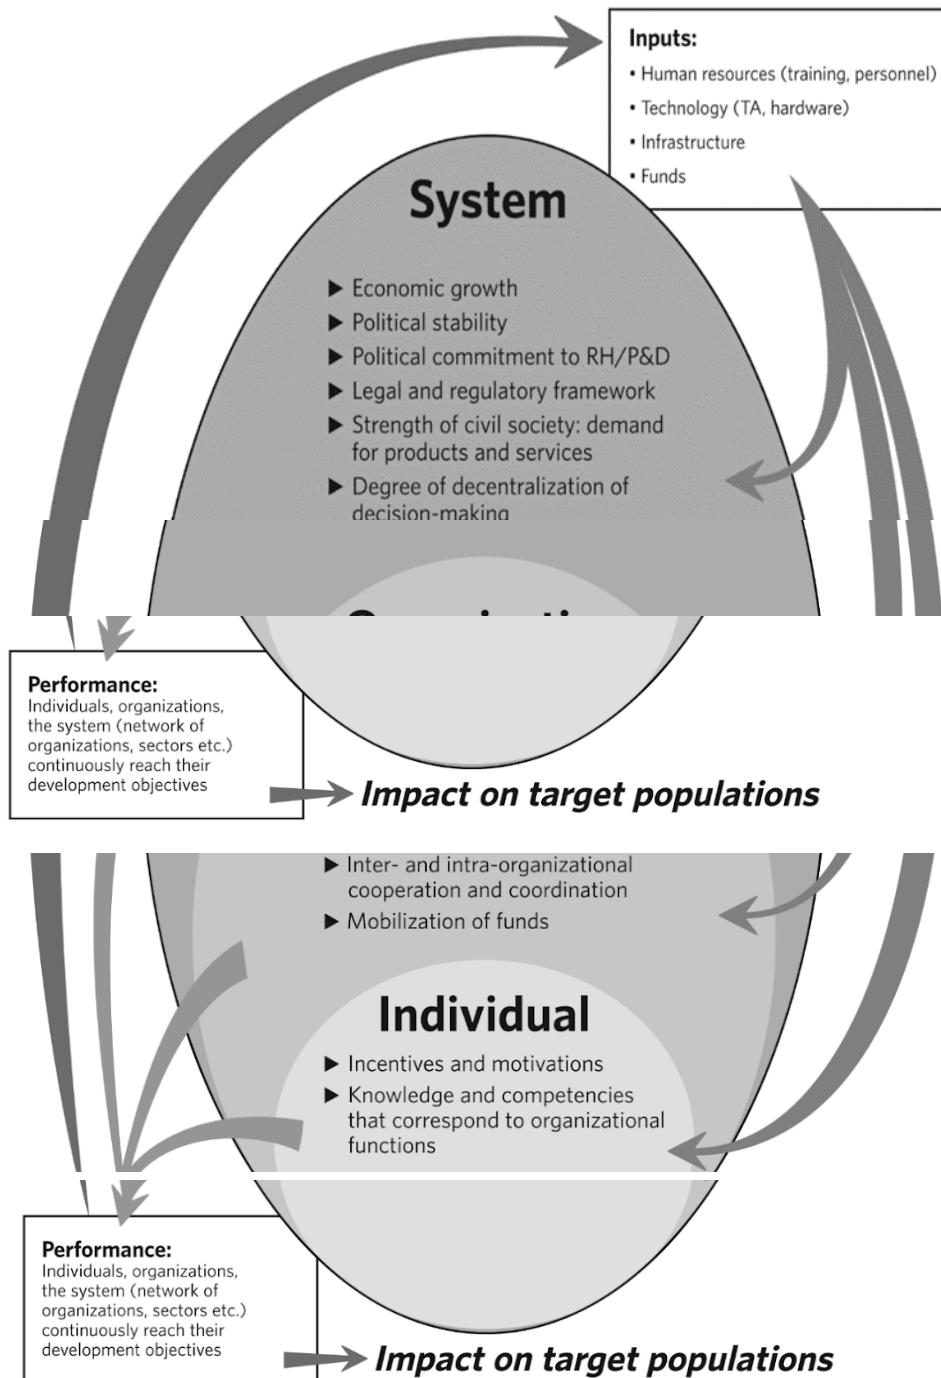 Inputs:
• Human resources (training, personnel)
• Technology (TA, hardware)
• Infrastructure
• Funds
System
▶ Economic growth
▶ Political stability
▶ Political commitment to RH/P&D
▶ Legal and regulatory framework
▶ Strength of civil society: demand
for products and services
▶ Degree of decentralization of
decision-making
Performance:
Individuals, organizations,
the system (network of
organizations, sectors etc.)
continuously reach their
development objectives
Impact on target populations
▶ Inter- and intra-organizational
cooperation and coordination
▶ Mobilization of funds
Individual
▶ Incentives and motivations
▶ Knowledge and competencies
that correspond to organizational
functions
Performance:
Individuals, organizations,
the system (network of
organizations, sectors etc.)
continuously reach their
development objectives
Impact on target populations